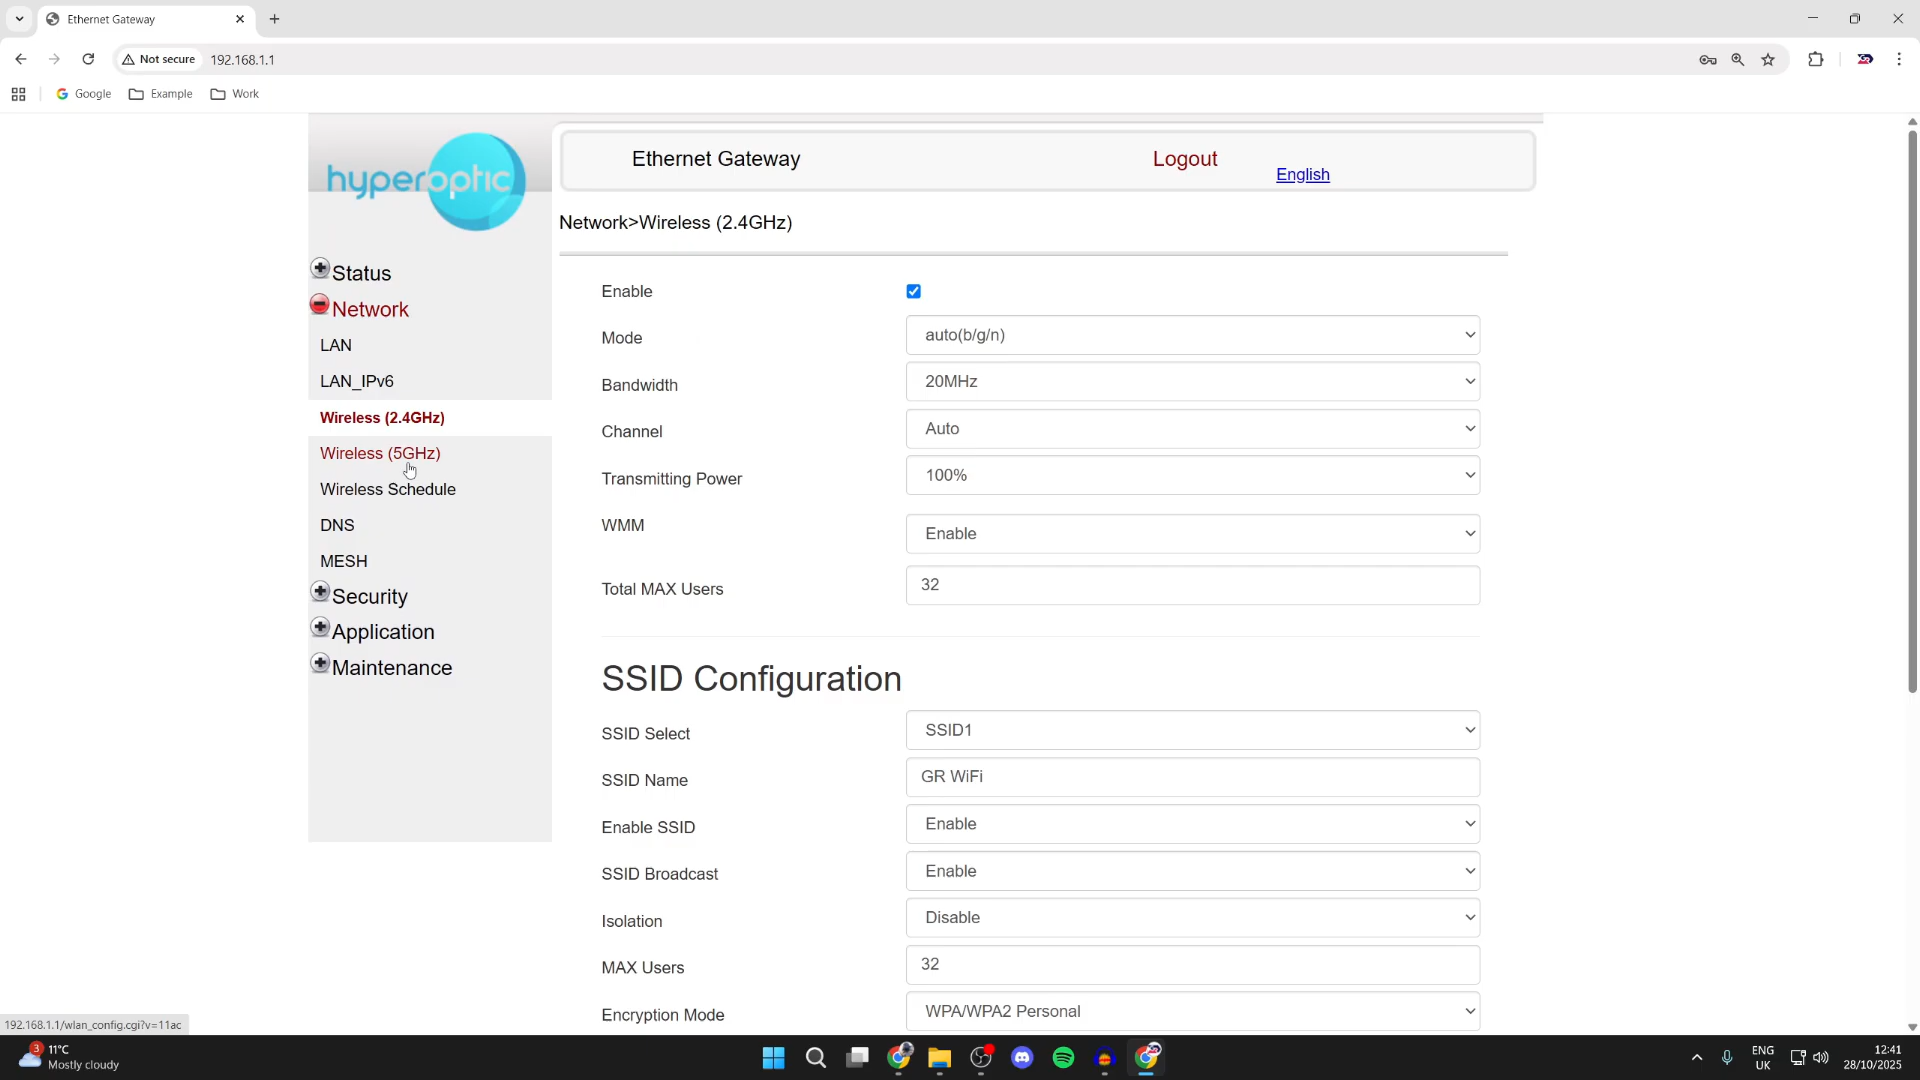 Ethernet Gateway
Not secure 192.168.1.1
Google Example Work
hyperoptic
Ethernet Gateway Logout English
Network>Wireless (2.4GHz)
Status
Network
LAN
LAN_IPv6
Wireless (2.4GHz)
Wireless (5GHz)
Wireless Schedule
DNS
MESH
Security
Application
Maintenance
Enable
Mode auto(b/g/n)
Bandwidth 20MHz
Channel Auto
Transmitting Power 100%
WMM Enable
Total MAX Users 32
SSID Configuration
SSID Select SSID1
SSID Name GR WiFi
Enable SSID Enable
SSID Broadcast Enable
Isolation Disable
MAX Users 32
Encryption Mode WPA/WPA2 Personal
192.168.1.1/wlan_config.cgi?v=11ac
3 11°C
Mostly cloudy
ENG
UK
12:41
28/10/2025